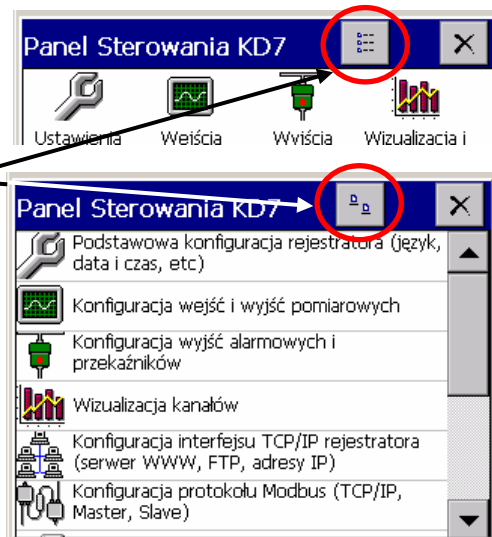 Panel Sterowania KD7
Ustawienia Wejścia Wyjścia Wizualizacja i
Panel Sterowania KD7
Podstawowa konfiguracja rejestratora (język,
data i czas, etc)
Konfiguracja wejść i wyjść pomiarowych
Konfiguracja wyjść alarmowych i
przekaźników
Wizualizacja kanałów
Konfiguracja interfejsu TCP/IP rejestratora
(serwer WWW, FTP, adresy IP)
Konfiguracja protokołu Modbus (TCP/IP,
Master, Slave)